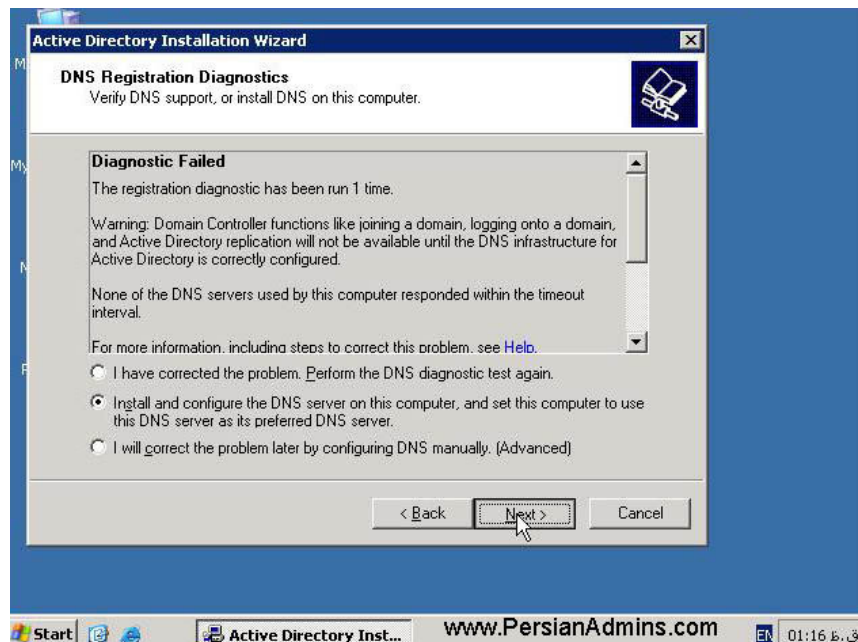 Active Directory Installation Wizard
DNS Registration Diagnostics
Verify DNS support, or install DNS on this computer.
Diagnostic Failed
The registration diagnostic has been run 1 time.
Warning: Domain Controller functions like joining a domain, logging onto a domain,
and Active Directory replication will not be available until the DNS infrastructure for
Active Directory is correctly configured.
None of the DNS servers used by this computer responded within the timeout
interval.
For more information, including steps to correct this problem, see Help.
I have corrected the problem. Perform the DNS diagnostic test again.
Install and configure the DNS server on this computer, and set this computer to use
this DNS server as its preferred DNS server.
I will correct the problem later by configuring DNS manually. (Advanced)
< Back Next > Cancel
Start Active Directory Inst... www.PersianAdmins.com EN 01:16 ق.ظ